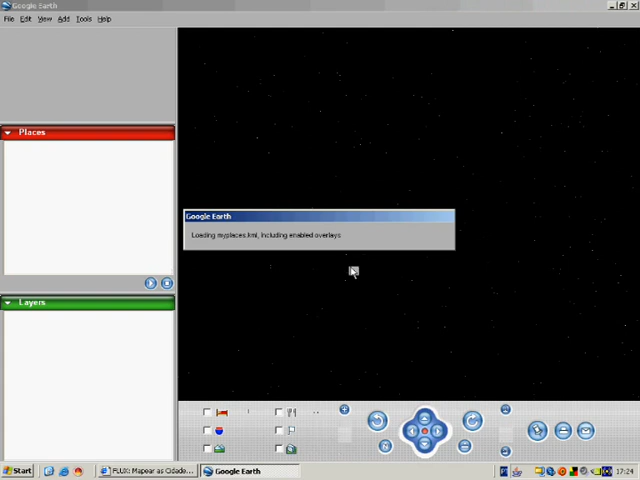 Google Earth
File Edit View Add Tools Help
Places
Google Earth
Loading myplaces.kml, including enabled overlays
Layers
Start
FLUX: Mapear as Cidade...
Google Earth
17:24